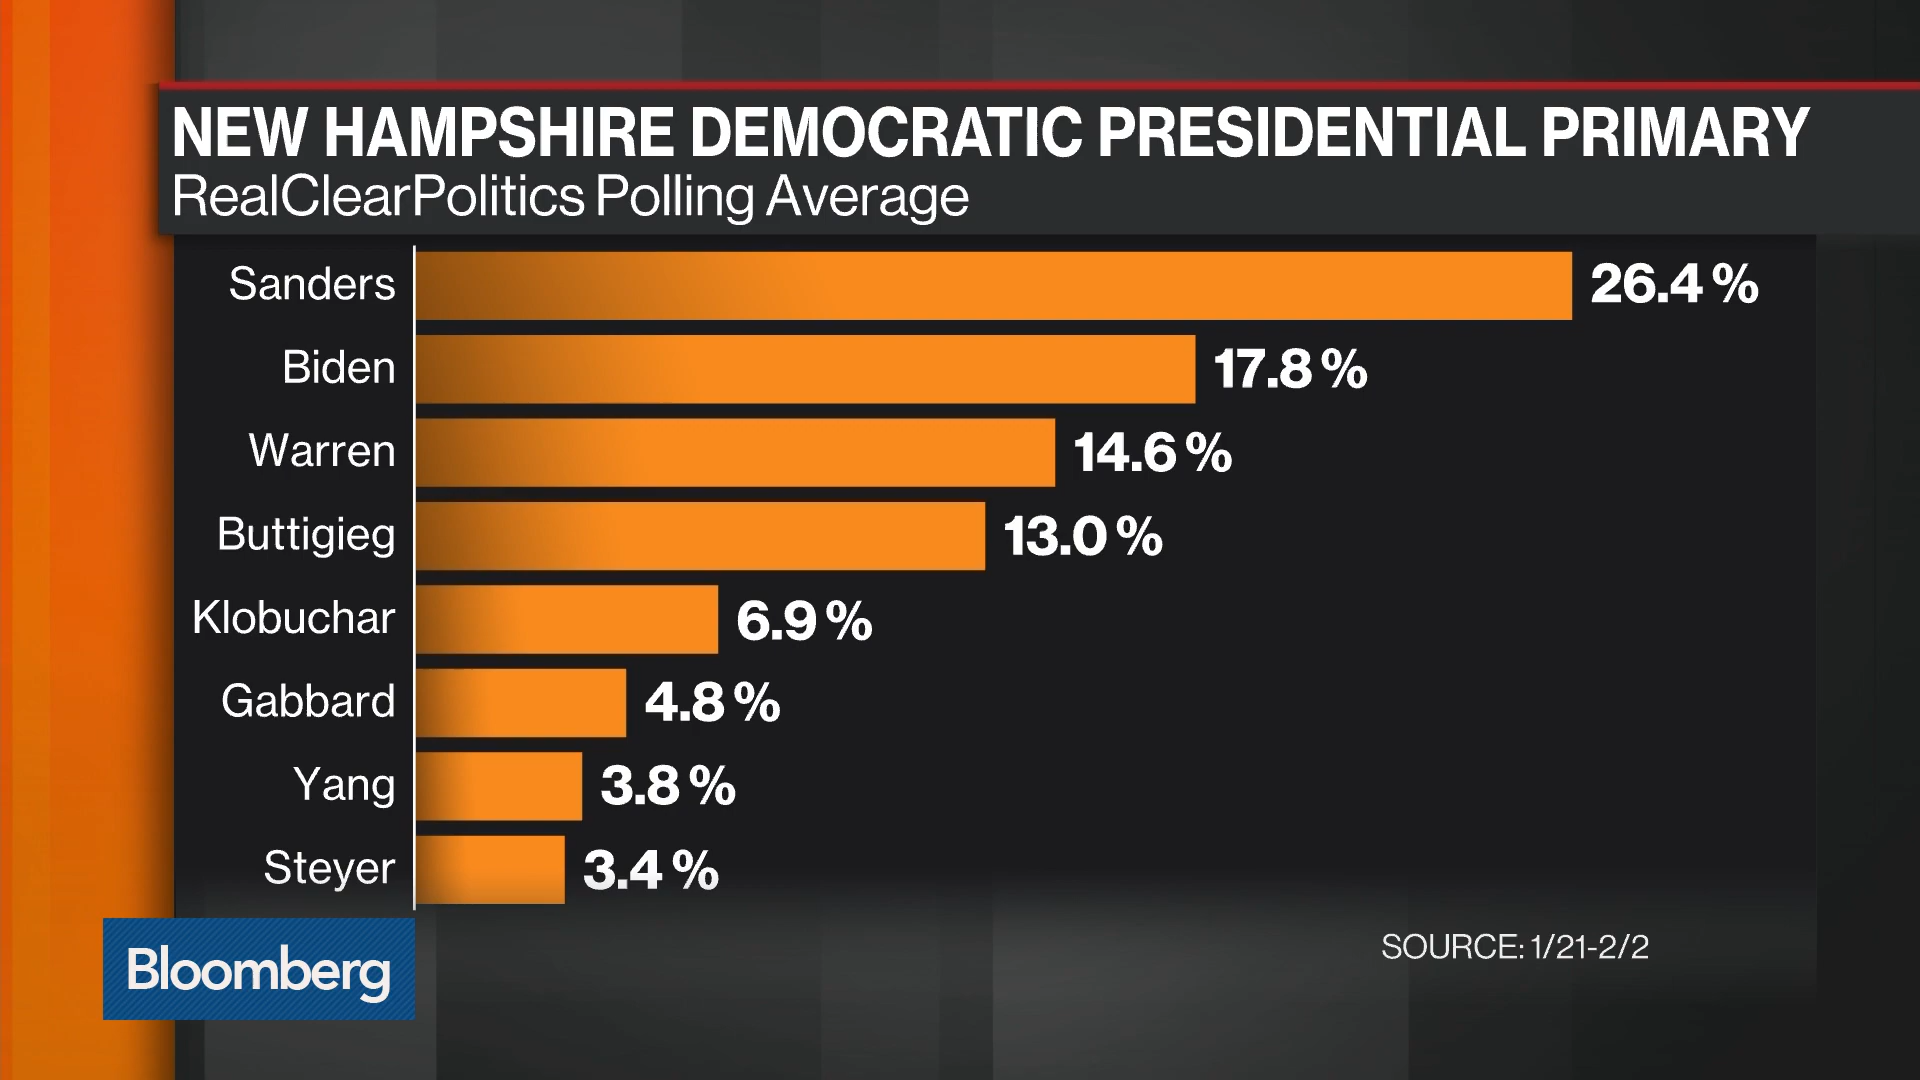 NEW HAMPSHIRE DEMOCRATIC PRESIDENTIAL PRIMARY
RealClearPolitics Polling Average
Sanders 26.4%
Biden 17.8%
Warren 14.6%
Buttigieg 13.0%
Klobuchar 6.9%
Gabbard 4.8%
Yang 3.8%
Steyer 3.4%
SOURCE: 1/21-2/2
Bloomberg